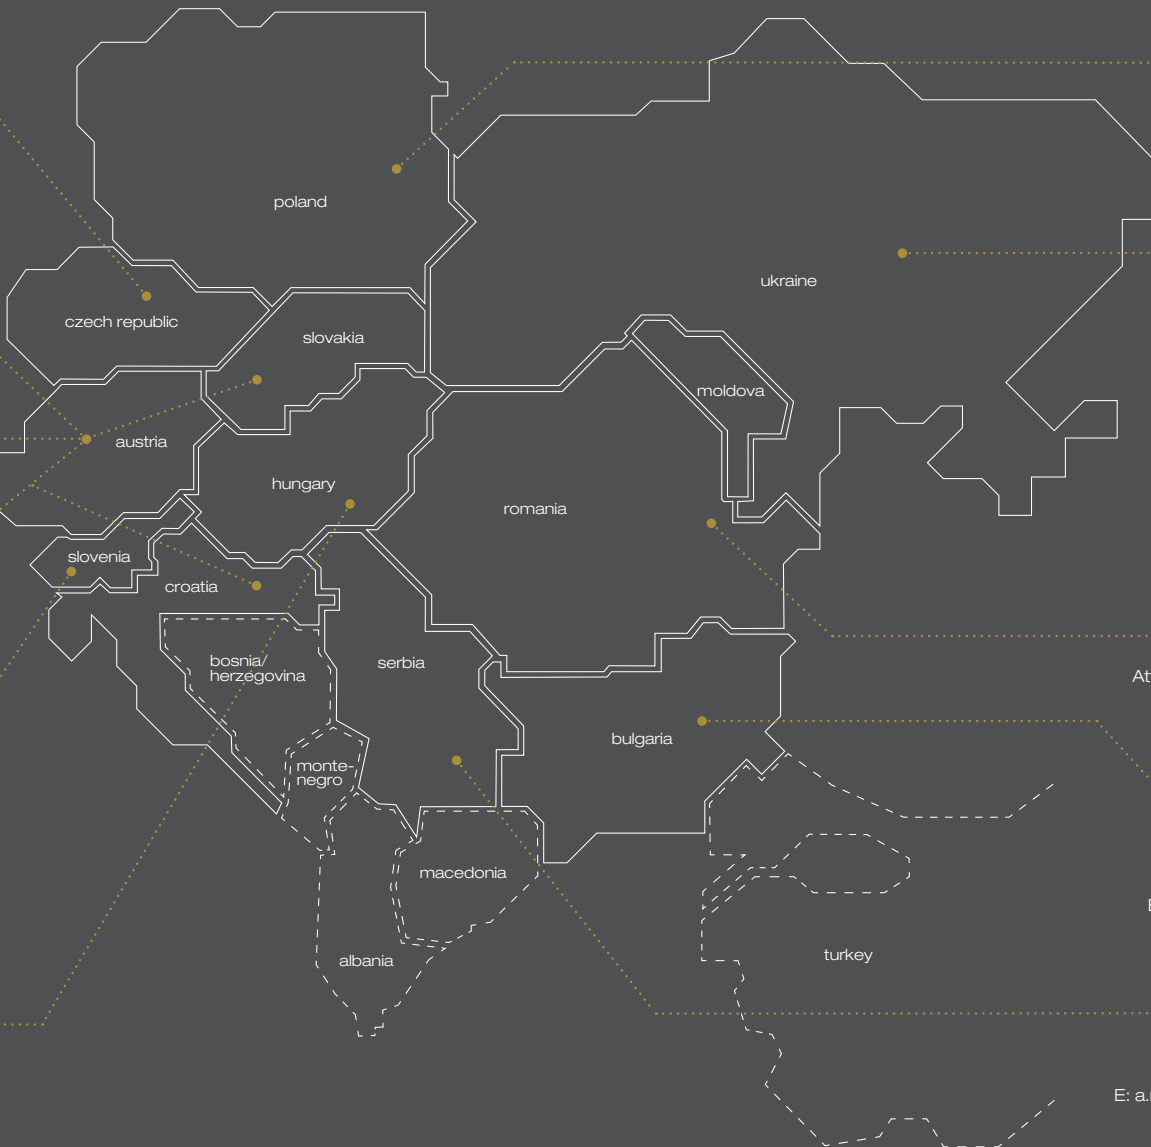 poland
ukraine
czech republic
slovakia
moldova
austria
hungary
romania
slovenia
croatia
bosnia/
herzegovina
serbia
bulgaria
monte-
negro
macedonia
turkey
albania
E: a.